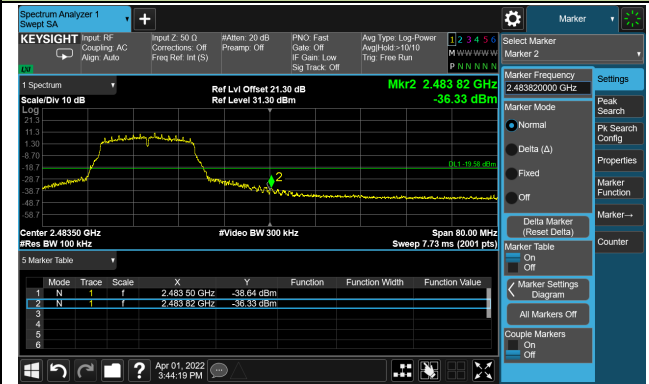 Spectrum Analyzer 1
Swept SA
+
Marker
KEYSIGHT
Input: RF
Coupling: AC
Align: Auto
Input Z: 50 Ω
Corrections: Off
Freq Ref: Int (S)
#Atten: 20 dB
Preamp: Off
PNO: Fast
Gate: Off
IF Gain: Low
Sig Track: Off
Avg Type: Log-Power
Avg|Hold:>10/10
Trig: Free Run
1 2 3 4 5 6
M W W W W W
P N N N N N
LXI
Select Marker
Marker 2
1 Spectrum
Scale/Div 10 dB
Ref Lvl Offset 21.30 dB
Ref Level 31.30 dBm
Mkr2 2.483 82 GHz
-36.33 dBm
Log
21.3
11.3
1.30
-8.70
-18.7
-28.7
-38.7
-48.7
-58.7
DL1 -19.58 dBm
2
Center 2.48350 GHz
#Res BW 100 kHz
#Video BW 300 kHz
Span 80.00 MHz
Sweep 7.73 ms (2001 pts)
5 Marker Table
Mode Trace Scale X Y Function Function Width Function Value
1 N 1 f 2.483 50 GHz -38.64 dBm
2 N 1 f 2.483 82 GHz -36.33 dBm
3
4
5
6
Marker Frequency
2.483820000 GHz
Marker Mode
Normal
Delta (Δ)
Fixed
Off
Delta Marker
(Reset Delta)
Marker Table
On
Off
Marker Settings
Diagram
All Markers Off
Couple Markers
On
Off
Settings
Peak
Search
Pk Search
Config
Properties
Marker
Function
Marker→
Counter
?
Apr 01, 2022
3:44:19 PM